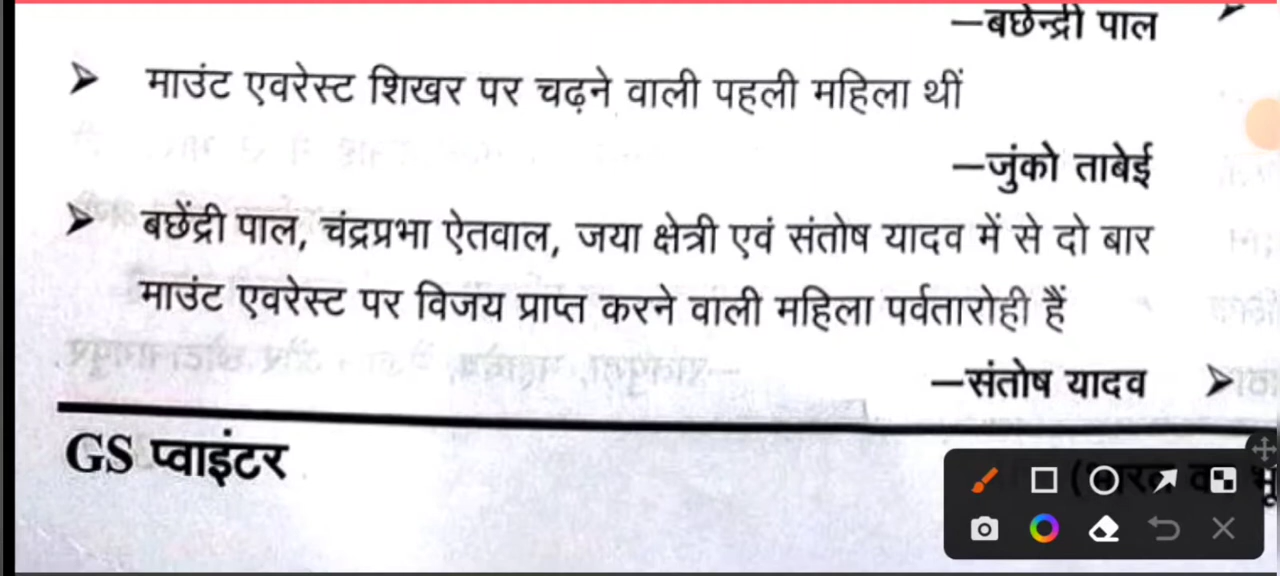 —बछेन्द्री पाल
➤ माउंट एवरेस्ट शिखर पर चढ़ने वाली पहली महिला थीं
—जुंको ताबेई
➤ बछेंद्री पाल, चंद्रप्रभा ऐतवाल, जया क्षेत्री एवं संतोष यादव में से दो बार
माउंट एवरेस्ट पर विजय प्राप्त करने वाली महिला पर्वतारोही हैं
—संतोष यादव
GS प्वाइंटर